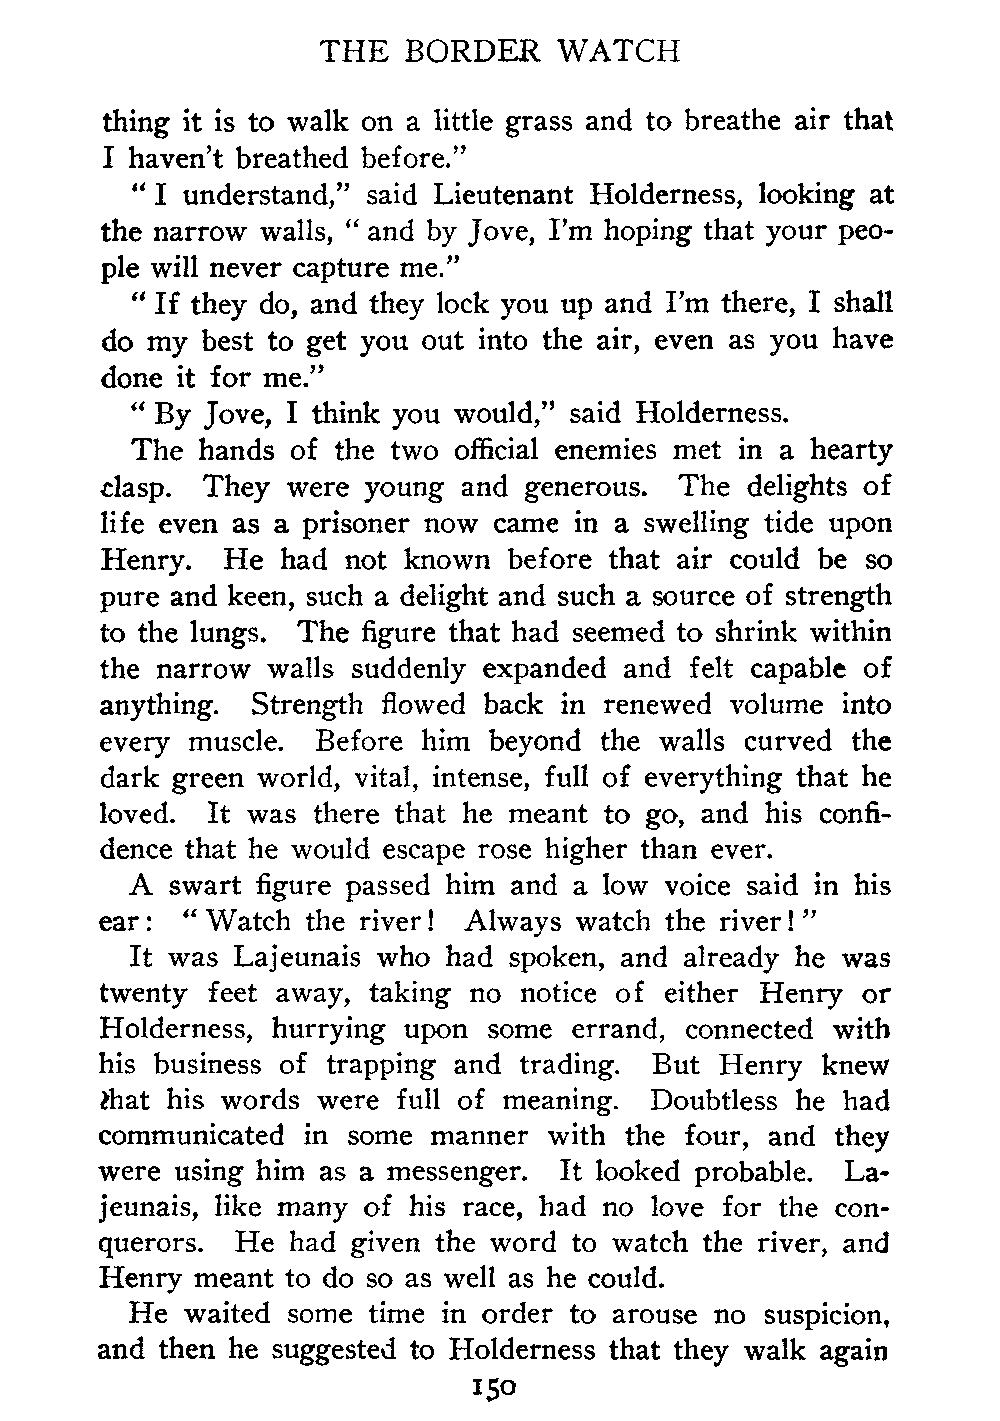 THE BORDER WATCH
thing it is to walk on a little grass and to breathe air that
I haven't breathed before."
" I understand," said Lieutenant Holderness, looking at
the narrow walls, " and by Jove, I'm hoping that your peo-
ple will never capture me."
" If they do, and they lock you up and I'm there, I shall
do my best to get you out into the air, even as you have
done it for me."
" By Jove, I think you would," said Holderness.
The hands of the two official enemies met in a hearty
clasp. They were young and generous. The delights of
life even as a prisoner now came in a swelling tide upon
Henry. He had not known before that air could be so
pure and keen, such a delight and such a source of strength
to the lungs. The figure that had seemed to shrink within
the narrow walls suddenly expanded and felt capable of
anything. Strength flowed back in renewed volume into
every muscle. Before him beyond the walls curved the
dark green world, vital, intense, full of everything that he
loved. It was there that he meant to go, and his confi-
dence that he would escape rose higher than ever.
A swart figure passed him and a low voice said in his
ear: " Watch the river! Always watch the river!"
It was Lajeunais who had spoken, and already he was
twenty feet away, taking no notice of either Henry or
Holderness, hurrying upon some errand, connected with
his business of trapping and trading. But Henry knew
that his words were full of meaning. Doubtless he had
communicated in some manner with the four, and they
were using him as a messenger. It looked probable. La-
jeunais, like many of his race, had no love for the con-
querors. He had given the word to watch the river, and
Henry meant to do so as well as he could.
He waited some time in order to arouse no suspicion,
and then he suggested to Holderness that they walk again
150